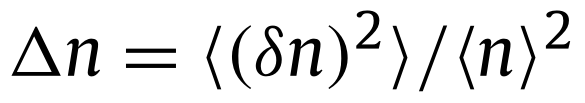 Δn = ⟨(δn)²⟩/⟨n⟩²